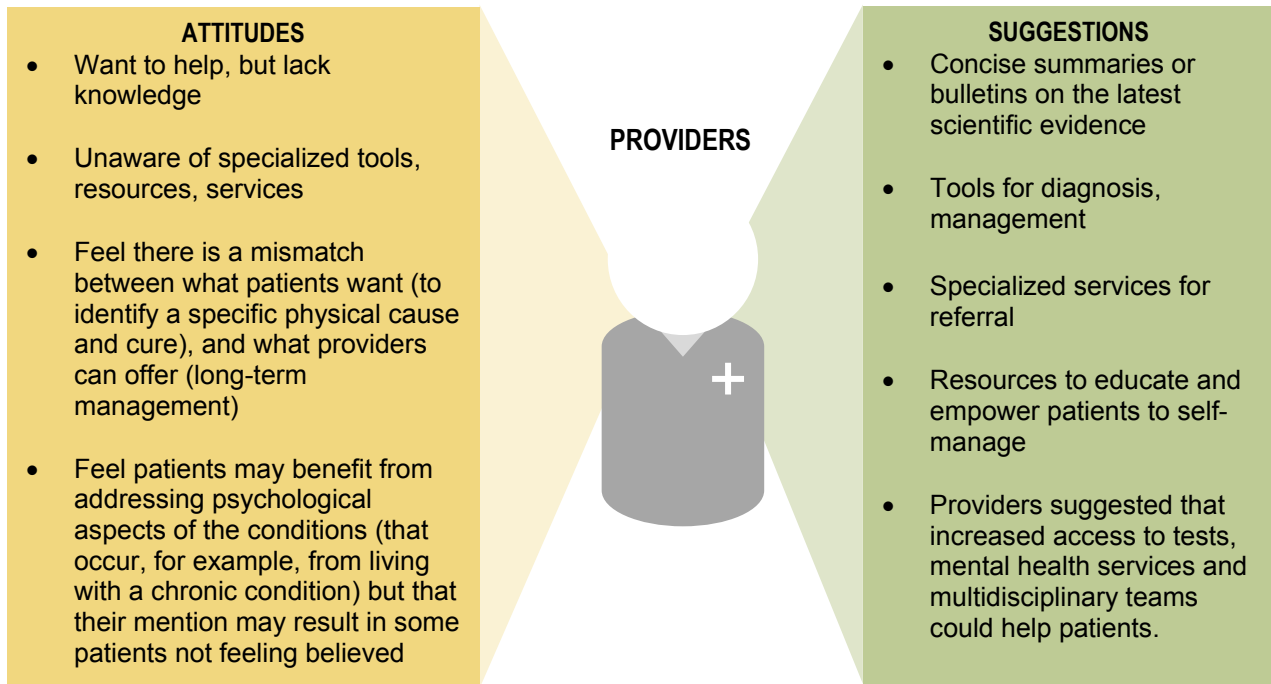 ATTITUDES
• Want to help, but lack
knowledge
• Unaware of specialized tools,
resources, services
• Feel there is a mismatch
between what patients want (to
identify a specific physical cause
and cure), and what providers
can offer (long-term
management)
• Feel patients may benefit from
addressing psychological
aspects of the conditions (that
occur, for example, from living
with a chronic condition) but that
their mention may result in some
patients not feeling believed
PROVIDERS
SUGGESTIONS
• Concise summaries or
bulletins on the latest
scientific evidence
• Tools for diagnosis,
management
• Specialized services for
referral
• Resources to educate and
empower patients to self-
manage
• Providers suggested that
increased access to tests,
mental health services and
multidisciplinary teams
could help patients.